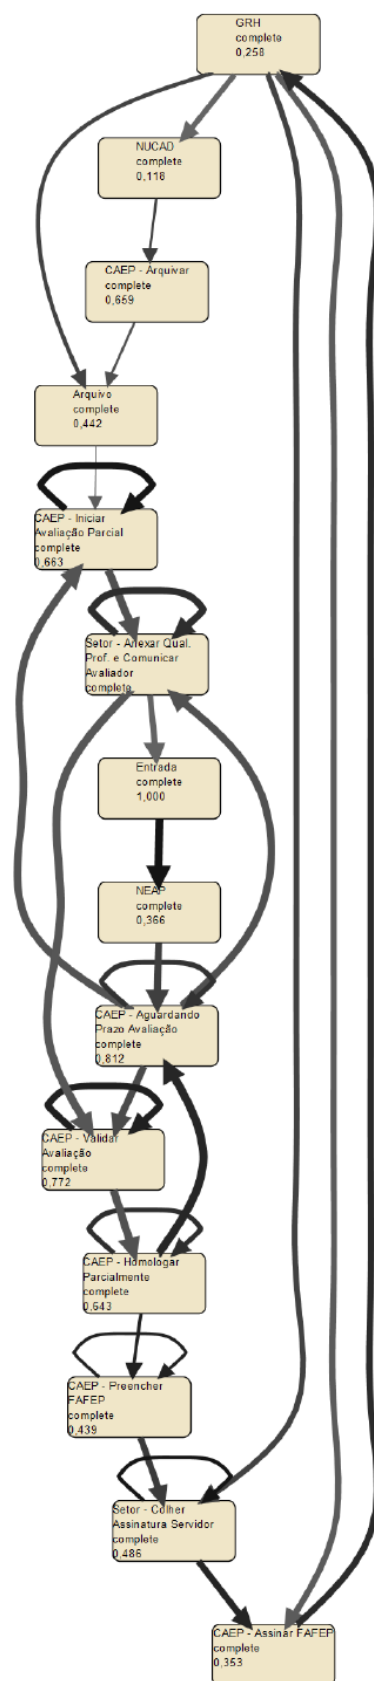 GRH
complete
0,258
NUCAD
complete
0,118
CAEP - Arquivar
complete
0,659
Arquivo
complete
0,442
CAEP - Iniciar
Avaliação Parcial
complete
0,663
Setor - Anexar Qual.
Prof. e Comunicar
Avaliador
complete
Entrada
complete
1,000
NEAP
complete
0,366
CAEP - Aguardando
Prazo Avaliação
complete
0,812
CAEP - Validar
Avaliação
complete
0,772
CAEP - Homologar
Parcialmente
complete
0,643
CAEP - Preencher
FAFEP
complete
0,439
Setor - Colher
Assinatura Servidor
complete
0,486
CAEP - Assinar FAFEP
complete
0,353